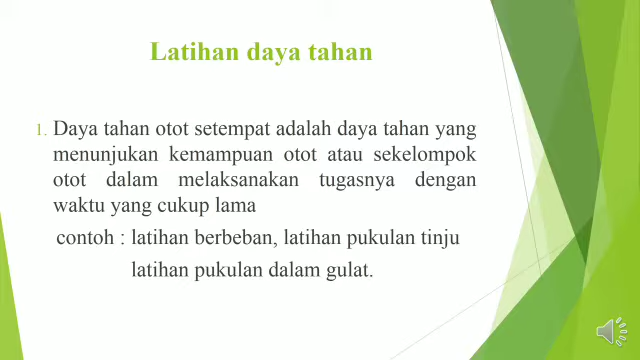 Latihan daya tahan
1. Daya tahan otot setempat adalah daya tahan yang
menunjukan kemampuan otot atau sekelompok
otot dalam melaksanakan tugasnya dengan
waktu yang cukup lama
contoh : latihan berbeban, latihan pukulan tinju
latihan pukulan dalam gulat.